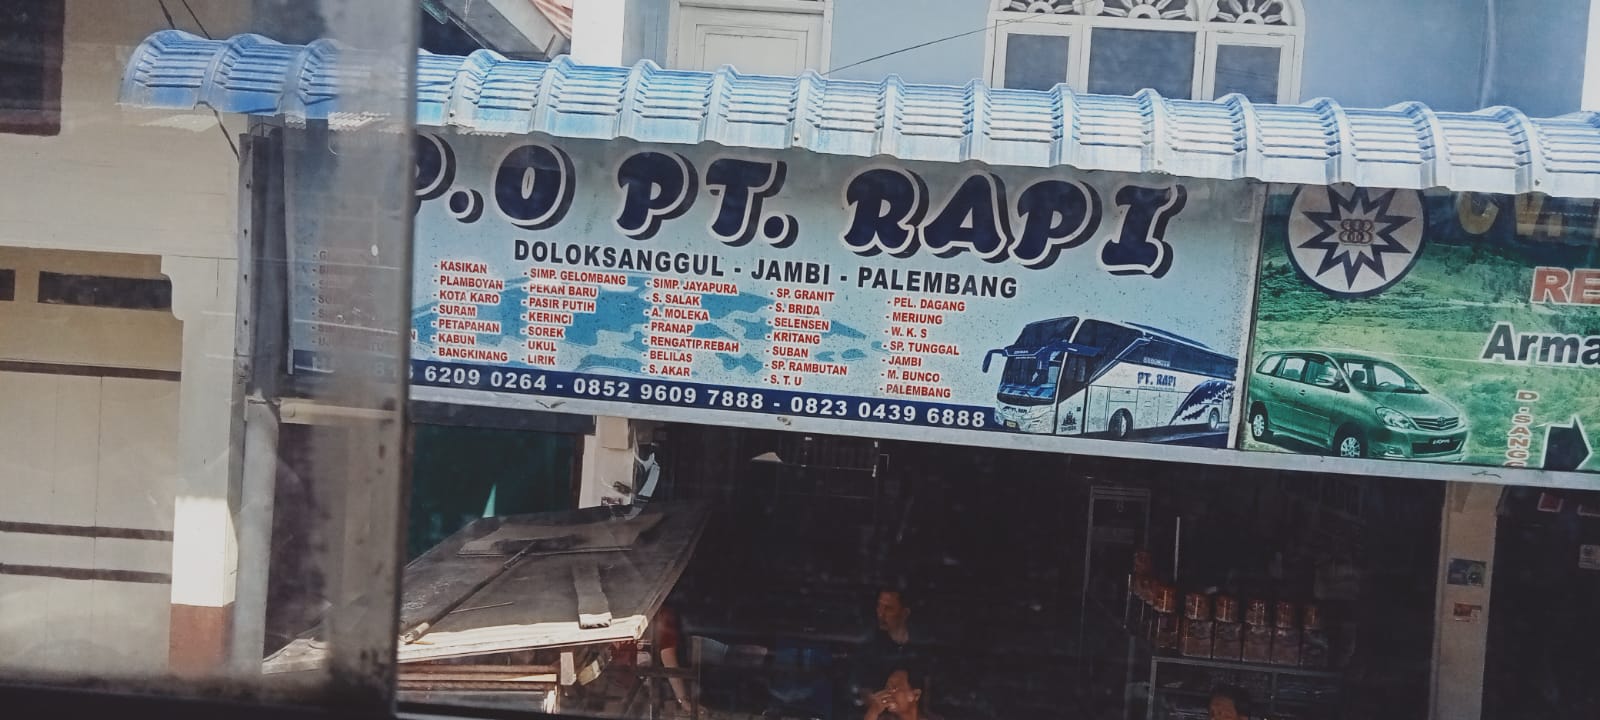 P.O PT. RAPI
DOLOKSANGGUL - JAMBI - PALEMBANG
- KASIKAN
- PLAMBOYAN
- KOTA KARO
- SURAM
- PETAPAHAN
- KABUN
- BANGKINANG
- SIMP. GELOMBANG
- PEKAN BARU
- PASIR PUTIH
- KERINCI
- SOREK
- UKUL
- LIRIK
- SIMP. JAYAPURA
- S. SALAK
- A. MOLEKA
- PRANAP
- RENGATIP.REBAH
- BELILAS
- S. AKAR
- SP. GRANIT
- S. BRIDA
- SELENSEN
- KRITANG
- SUBAN
- SP. RAMBUTAN
- S. T. U
- PEL. DAGANG
- MERIUNG
- W. K. S
- SP. TUNGGAL
- JAMBI
- M. BUNCO
- PALEMBANG
6209 0264 - 0852 9609 7888 - 0823 0439 6888
PT. RAPI
RE
Arma